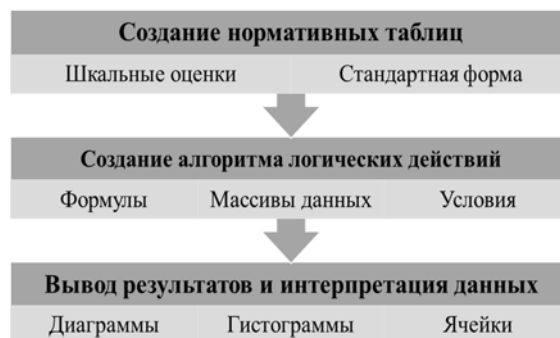 Создание нормативных таблиц
Шкальные оценки Стандартная форма
Создание алгоритма логических действий
Формулы Массивы данных Условия
Вывод результатов и интерпретация данных
Диаграммы Гистограммы Ячейки